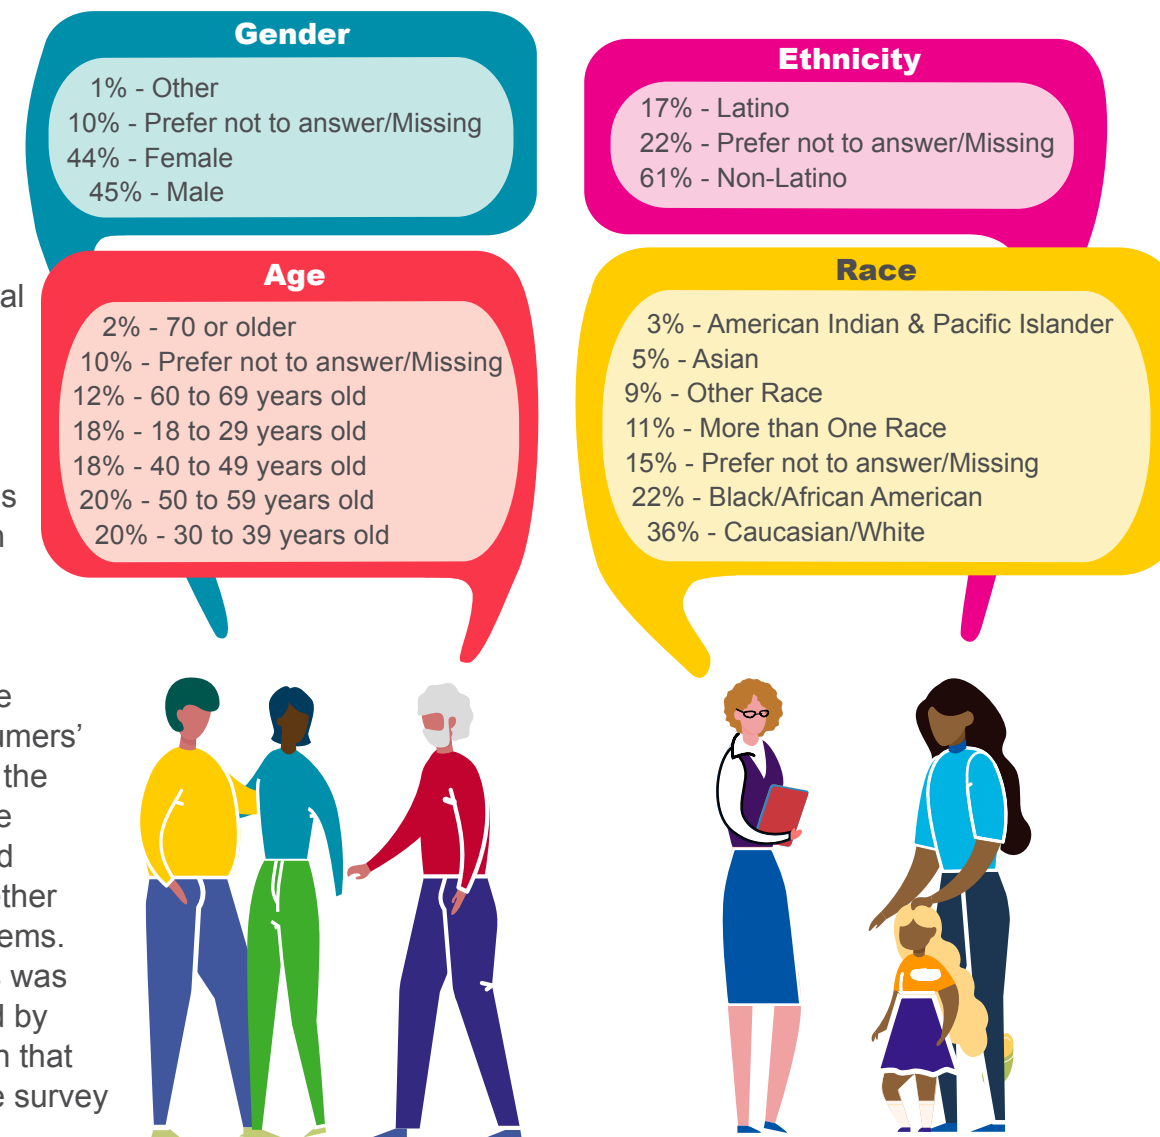 Gender
1% - Other
10% - Prefer not to answer/Missing
44% - Female
45% - Male
Ethnicity
17% - Latino
22% - Prefer not to answer/Missing
61% - Non-Latino
Age
2% - 70 or older
10% - Prefer not to answer/Missing
12% - 60 to 69 years old
18% - 18 to 29 years old
18% - 40 to 49 years old
20% - 50 to 59 years old
20% - 30 to 39 years old
Race
3% - American Indian & Pacific Islander
5% - Asian
9% - Other Race
11% - More than One Race
15% - Prefer not to answer/Missing
22% - Black/African American
36% - Caucasian/White
al
s
umers’
the
ether
ems.
was
d by
that
survey